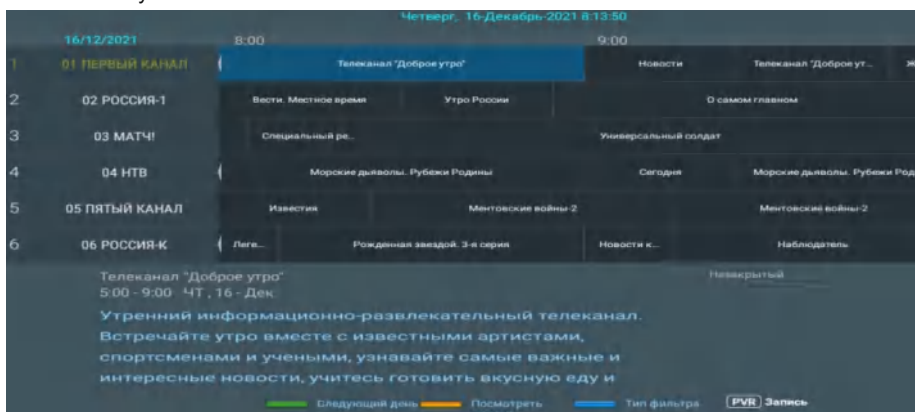 Четверг, 16-Декабрь-2021 8:13:50
16/12/2021 8:00 9:00
1 01 ПЕРВЫЙ КАНАЛ Телеканал "Доброе утро" Новости Телеканал "Доброе ут... Ж
2 02 РОССИЯ-1 Вести. Местное время Утро России О самом главном
3 03 МАТЧ! Специальный ре... Универсальный солдат
4 04 НТВ Морские дьяволы. Рубежи Родины Сегодня Морские дьяволы. Рубежи Род
5 05 ПЯТЫЙ КАНАЛ Известия Ментовские войны-2 Ментовские войны-2
6 06 РОССИЯ-К Леге... Рожденная звездой. 3-я серия Новости к... Наблюдатель
Телеканал "Доброе утро" Незакрытый
5:00 - 9:00 ЧТ, 16 - Дек
Утренний информационно-развлекательный телеканал.
Встречайте утро вместе с известными артистами,
спортсменами и учеными, узнавайте самые важные и
интересные новости, учитесь готовить вкусную еду и
Следующий день Посмотреть Тип фильтра PVR Запись